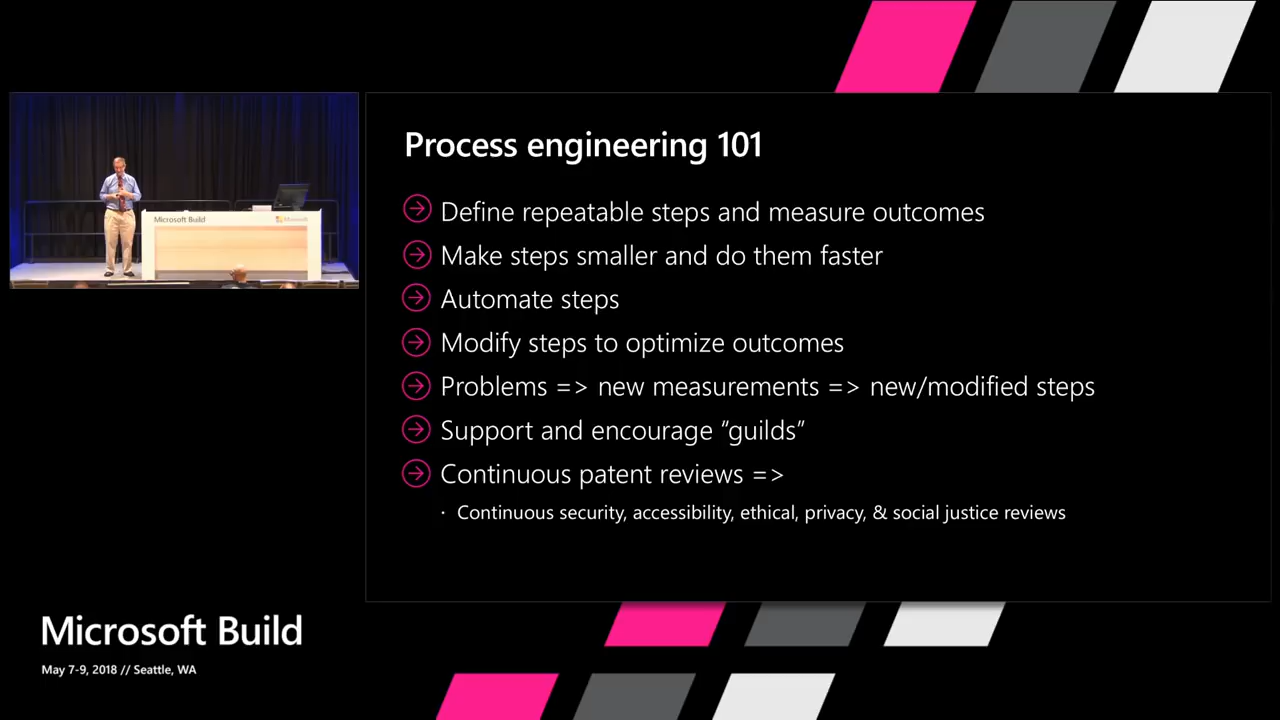 Microsoft Build
Microsoft
Process engineering 101
Define repeatable steps and measure outcomes
Make steps smaller and do them faster
Automate steps
Modify steps to optimize outcomes
Problems => new measurements => new/modified steps
Support and encourage “guilds”
Continuous patent reviews =>
· Continuous security, accessibility, ethical, privacy, & social justice reviews
Microsoft Build
May 7-9, 2018 // Seattle, WA